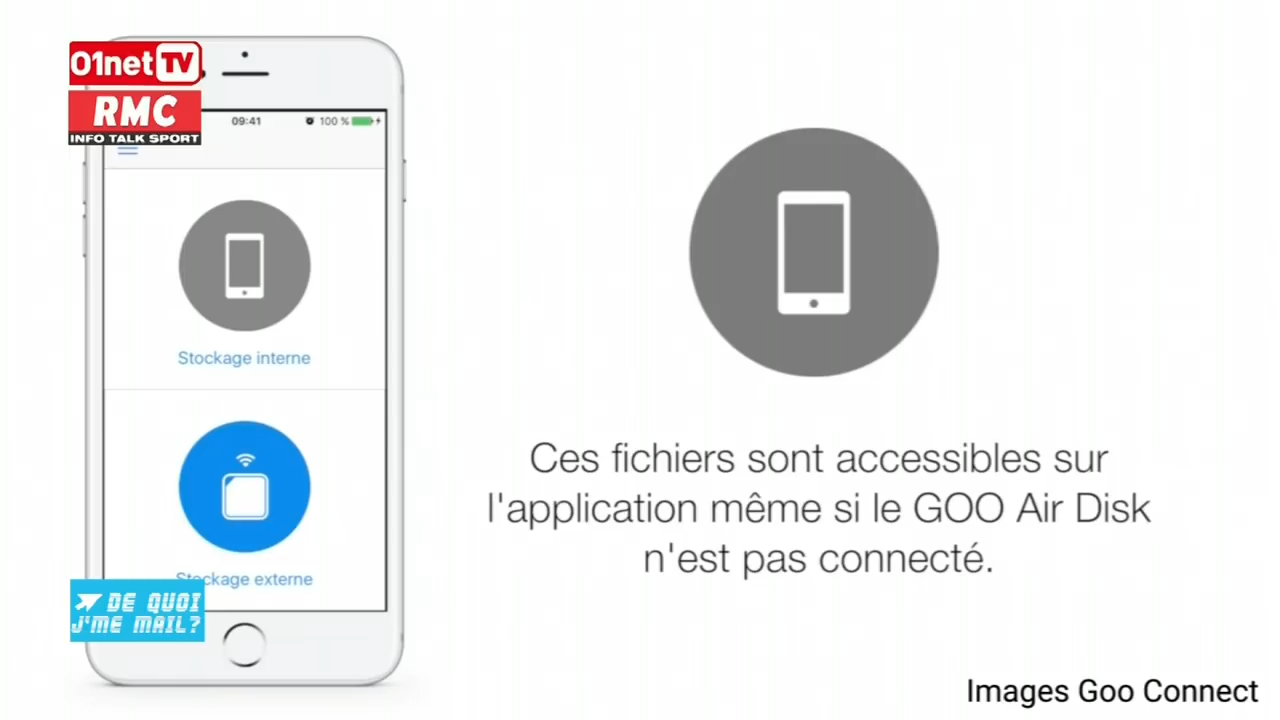 01net TV
RMC
INFO TALK SPORT
09:41
100 %
Stockage interne
Stockage externe
DE QUOI
J'ME MAIL?
Ces fichiers sont accessibles sur
l'application même si le GOO Air Disk
n'est pas connecté.
Images Goo Connect